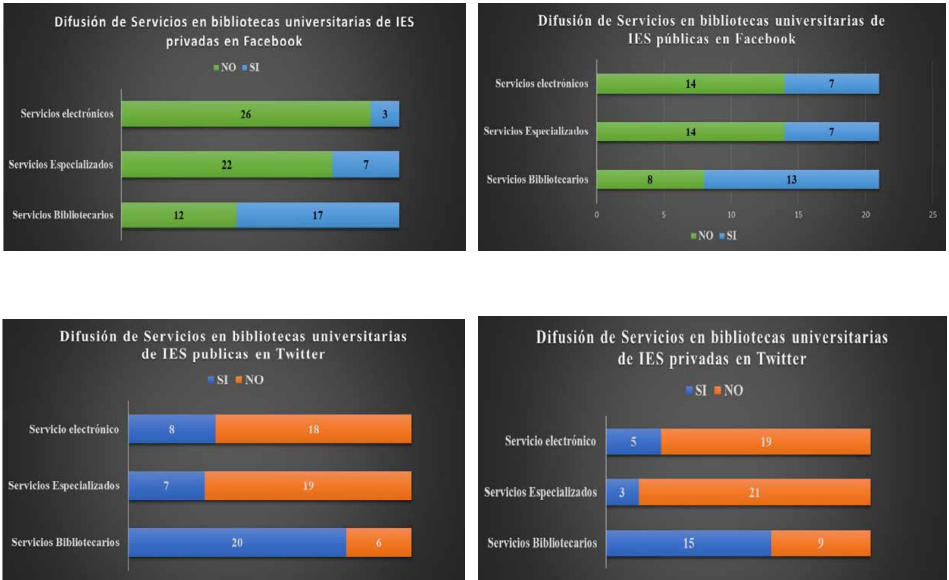 Difusión de Servicios en bibliotecas universitarias de IES
privadas en Facebook
NO SI
Servicios electrónicos 26 3
Servicios Especializados 22 7
Servicios Bibliotecarios 12 17
Difusión de Servicios en bibliotecas universitarias de
IES públicas en Facebook
Servicios electrónicos 14 7
Servicios Especializados 14 7
Servicios Bibliotecarios 8 13
0 5 10 15 20 25
NO SI
Difusión de Servicios en bibliotecas universitarias
de IES publicas en Twitter
SI NO
Servicio electrónico 8 18
Servicios Especializados 7 19
Servicios Bibliotecarios 20 6
Difusión de Servicios en bibliotecas universitarias
de IES privadas en Twitter
SI NO
Servicio electrónico 5 19
Servicios Especializados 3 21
Servicios Bibliotecarios 15 9